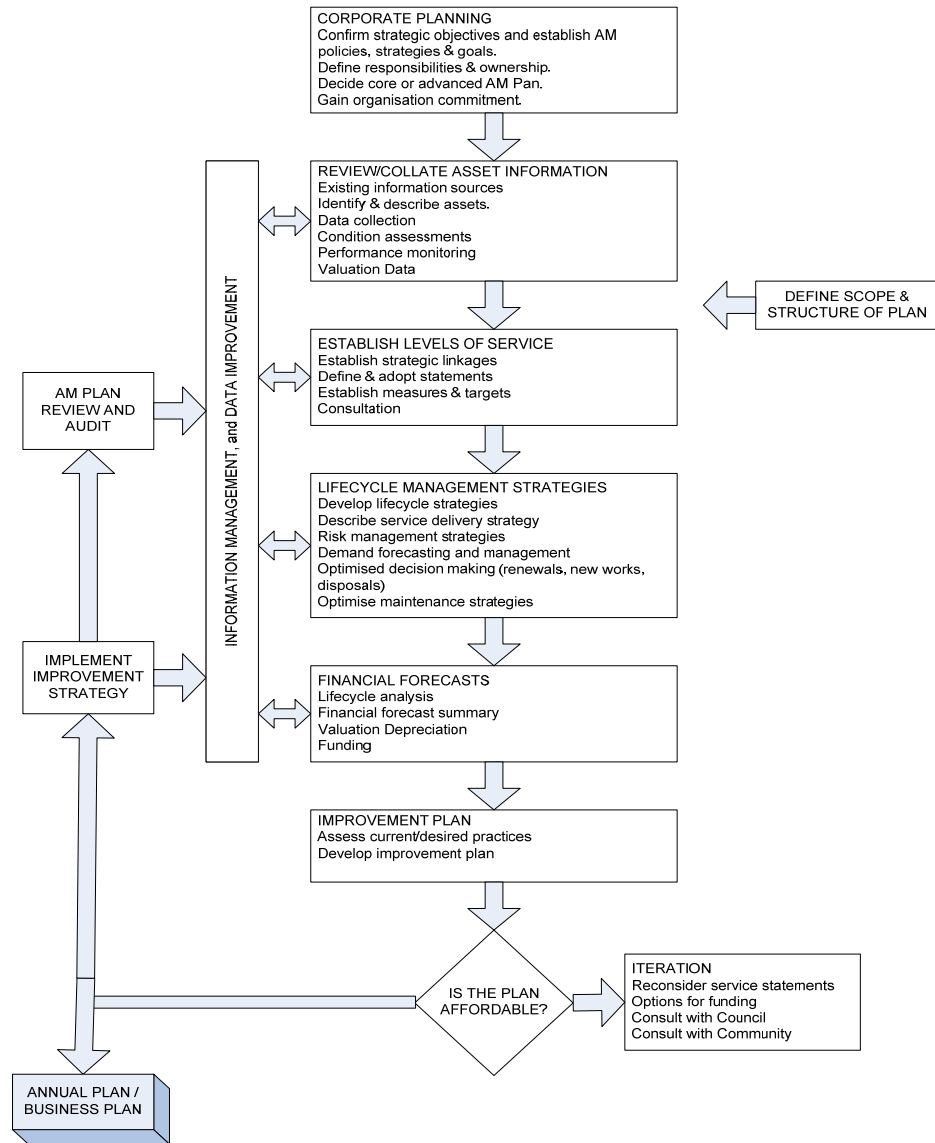 CORPORATE PLANNING
Confirm strategic objectives and establish AM
policies, strategies & goals.
Define responsibilities & ownership.
Decide core or advanced AM Pan.
Gain organisation commitment.
REVIEW/COLLATE ASSET INFORMATION
Existing information sources
Identify & describe assets.
Data collection
Condition assessments
Performance monitoring
Valuation Data
DEFINE SCOPE &
STRUCTURE OF PLAN
INFORMATION MANAGEMENT, and DATA IMPROVEMENT
ESTABLISH LEVELS OF SERVICE
Establish strategic linkages
Define & adopt statements
Establish measures & targets
Consultation
AM PLAN
REVIEW AND
AUDIT
LIFECYCLE MANAGEMENT STRATEGIES
Develop lifecycle strategies
Describe service delivery strategy
Risk management strategies
Demand forecasting and management
Optimised decision making (renewals, new works,
disposals)
Optimise maintenance strategies
IMPLEMENT
IMPROVEMENT
STRATEGY
FINANCIAL FORECASTS
Lifecycle analysis
Financial forecast summary
Valuation Depreciation
Funding
IMPROVEMENT PLAN
Assess current/desired practices
Develop improvement plan
IS THE PLAN
AFFORDABLE?
ITERATION
Reconsider service statements
Options for funding
Consult with Council
Consult with Community
ANNUAL PLAN /
BUSINESS PLAN